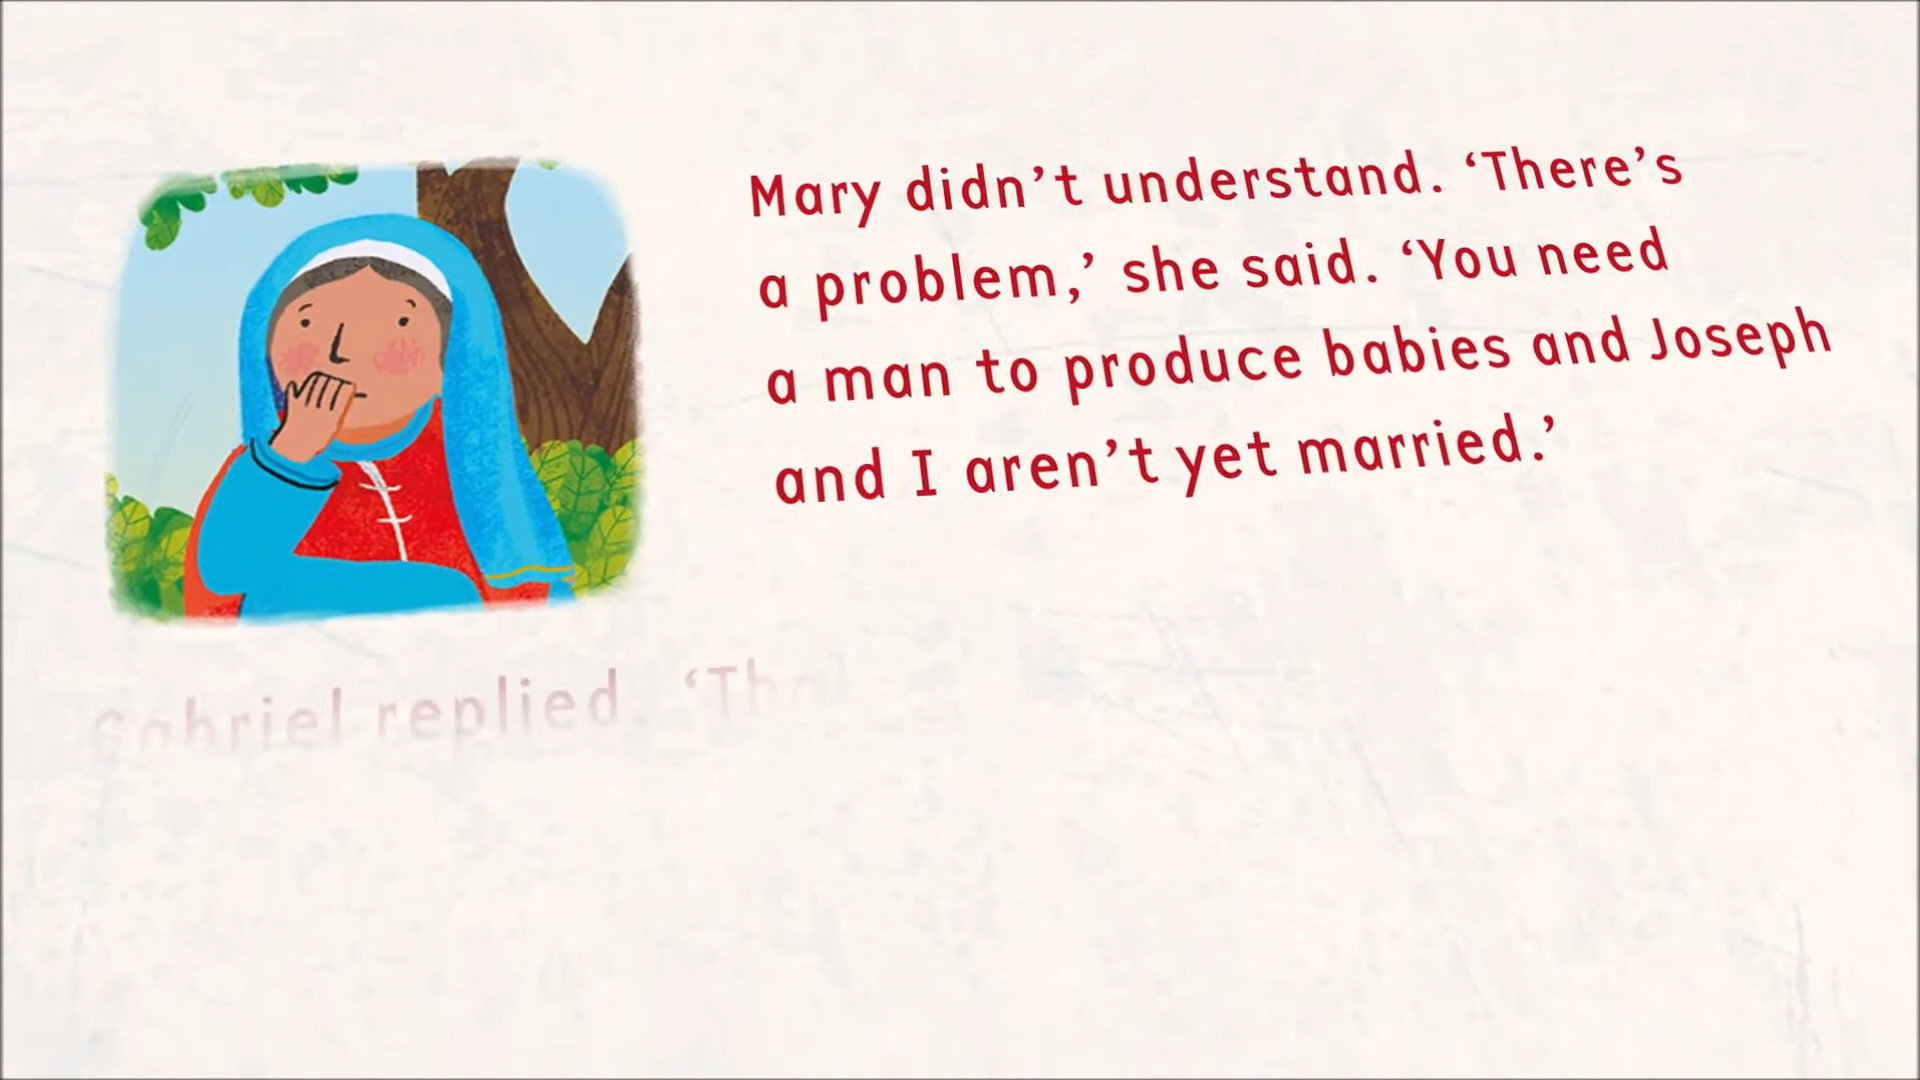 Mary didn’t understand. ‘There’s
a problem,’ she said. ‘You need
a man to produce babies and Joseph
and I aren’t yet married.’
Gabriel replied.